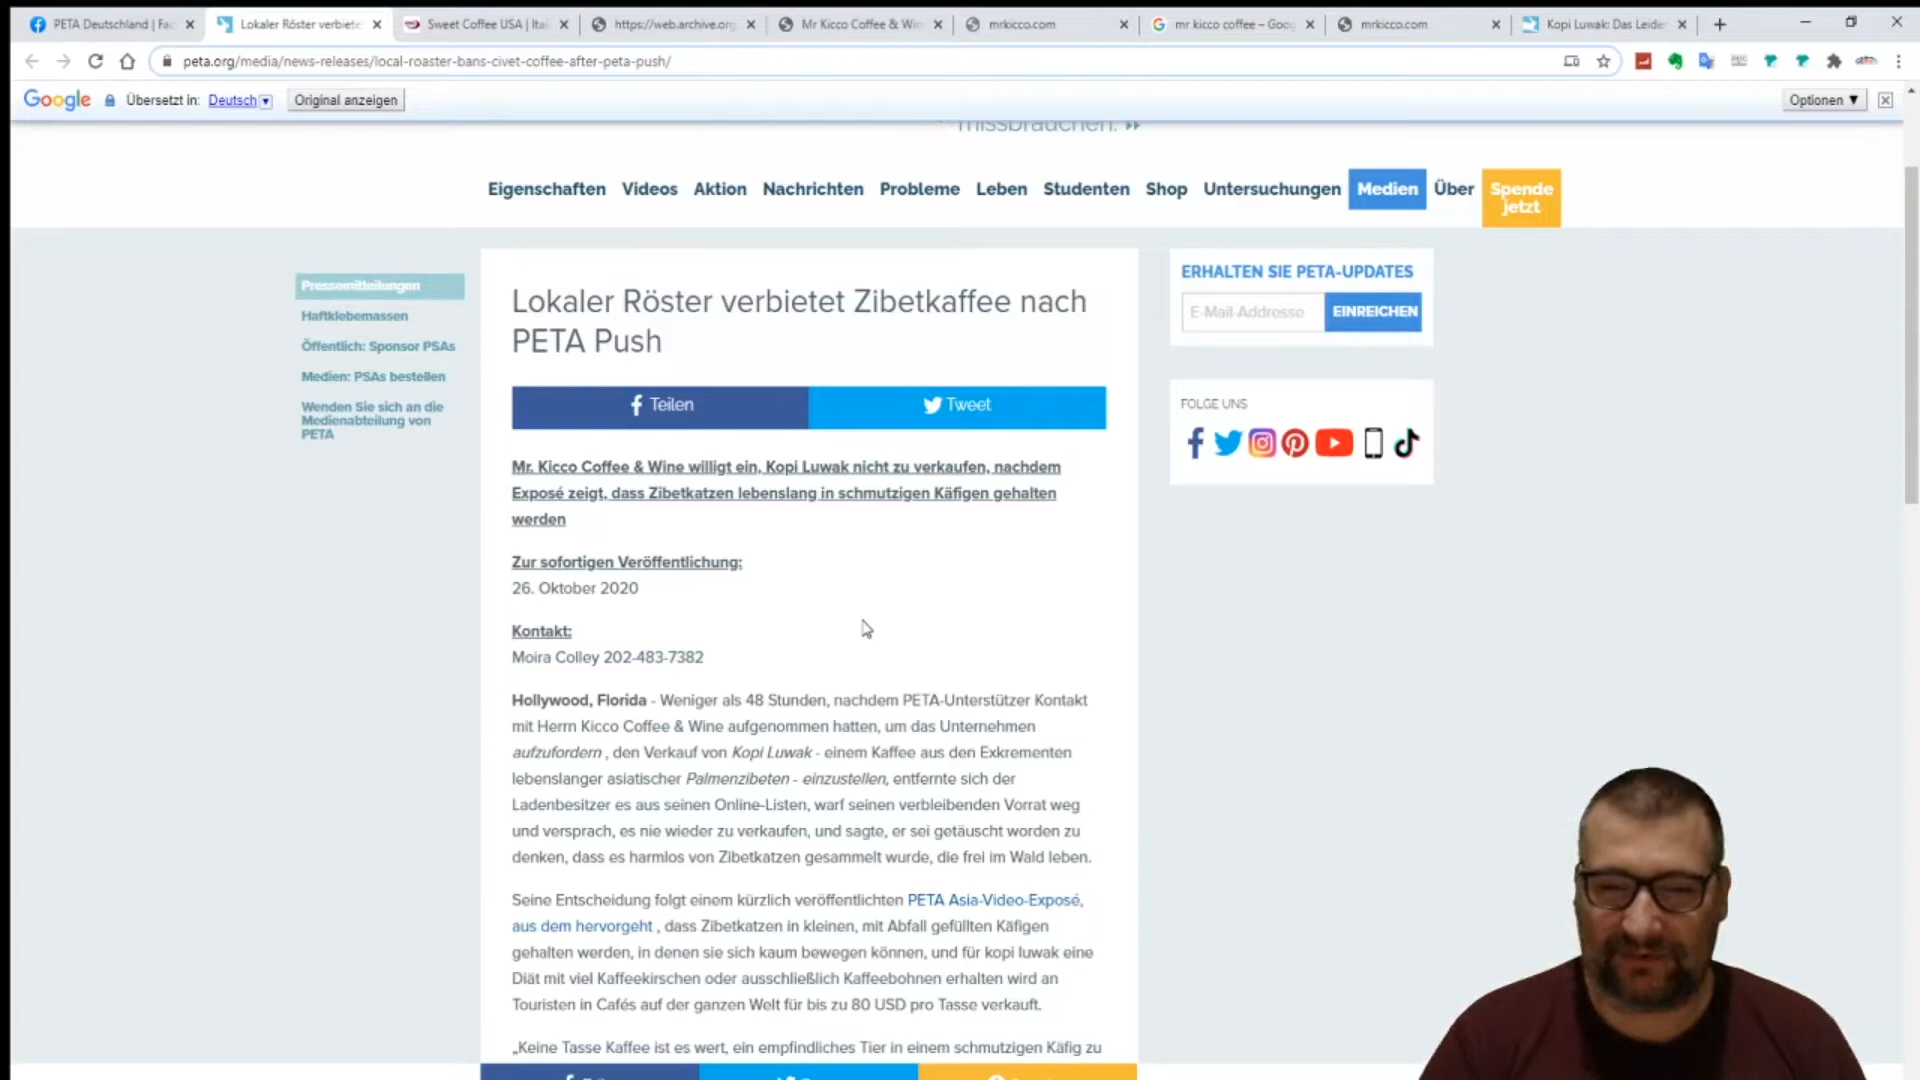 PETA Deutschland | Fac
Lokaler Röster verbietet
Sweet Coffee USA | Ital
https://web.archive.org
Mr Kicco Coffee & Win
mrkicco.com
mr kicco coffee – Goog
mrkicco.com
Kopi Luwak: Das Leiden
peta.org/media/news-releases/local-roaster-bans-civet-coffee-after-peta-push/
Google Übersetzt in: Deutsch Original anzeigen Optionen
missbrauchen.
Eigenschaften Videos Aktion Nachrichten Probleme Leben Studenten Shop Untersuchungen Medien Über Spende
jetzt
Pressemitteilungen
Haftklebemassen
Öffentlich: Sponsor PSAs
Medien: PSAs bestellen
Wenden Sie sich an die
Medienabteilung von
PETA
Lokaler Röster verbietet Zibetkaffee nach
PETA Push
Teilen
Tweet
Mr. Kicco Coffee & Wine willigt ein, Kopi Luwak nicht zu verkaufen, nachdem
Exposé zeigt, dass Zibetkatzen lebenslang in schmutzigen Käfigen gehalten
werden
Zur sofortigen Veröffentlichung:
26. Oktober 2020
Kontakt:
Moira Colley 202-483-7382
Hollywood, Florida - Weniger als 48 Stunden, nachdem PETA-Unterstützer Kontakt
mit Herrn Kicco Coffee & Wine aufgenommen hatten, um das Unternehmen
aufzufordern , den Verkauf von Kopi Luwak - einem Kaffee aus den Exkrementen
lebenslanger asiatischer Palmenzibeten - einzustellen, entfernte sich der
Ladenbesitzer es aus seinen Online-Listen, warf seinen verbleibenden Vorrat weg
und versprach, es nie wieder zu verkaufen, und sagte, er sei getäuscht worden zu
denken, dass es harmlos von Zibetkatzen gesammelt wurde, die frei im Wald leben.
Seine Entscheidung folgt einem kürzlich veröffentlichten PETA Asia-Video-Exposé,
aus dem hervorgeht , dass Zibetkatzen in kleinen, mit Abfall gefüllten Käfigen
gehalten werden, in denen sie sich kaum bewegen können, und für kopi luwak eine
Diät mit viel Kaffeekirschen oder ausschließlich Kaffeebohnen erhalten wird an
Touristen in Cafés auf der ganzen Welt für bis zu 80 USD pro Tasse verkauft.
„Keine Tasse Kaffee ist es wert, ein empfindliches Tier in einem schmutzigen Käfig zu
ERHALTEN SIE PETA-UPDATES
E-Mail-Addresse
EINREICHEN
FOLGE UNS